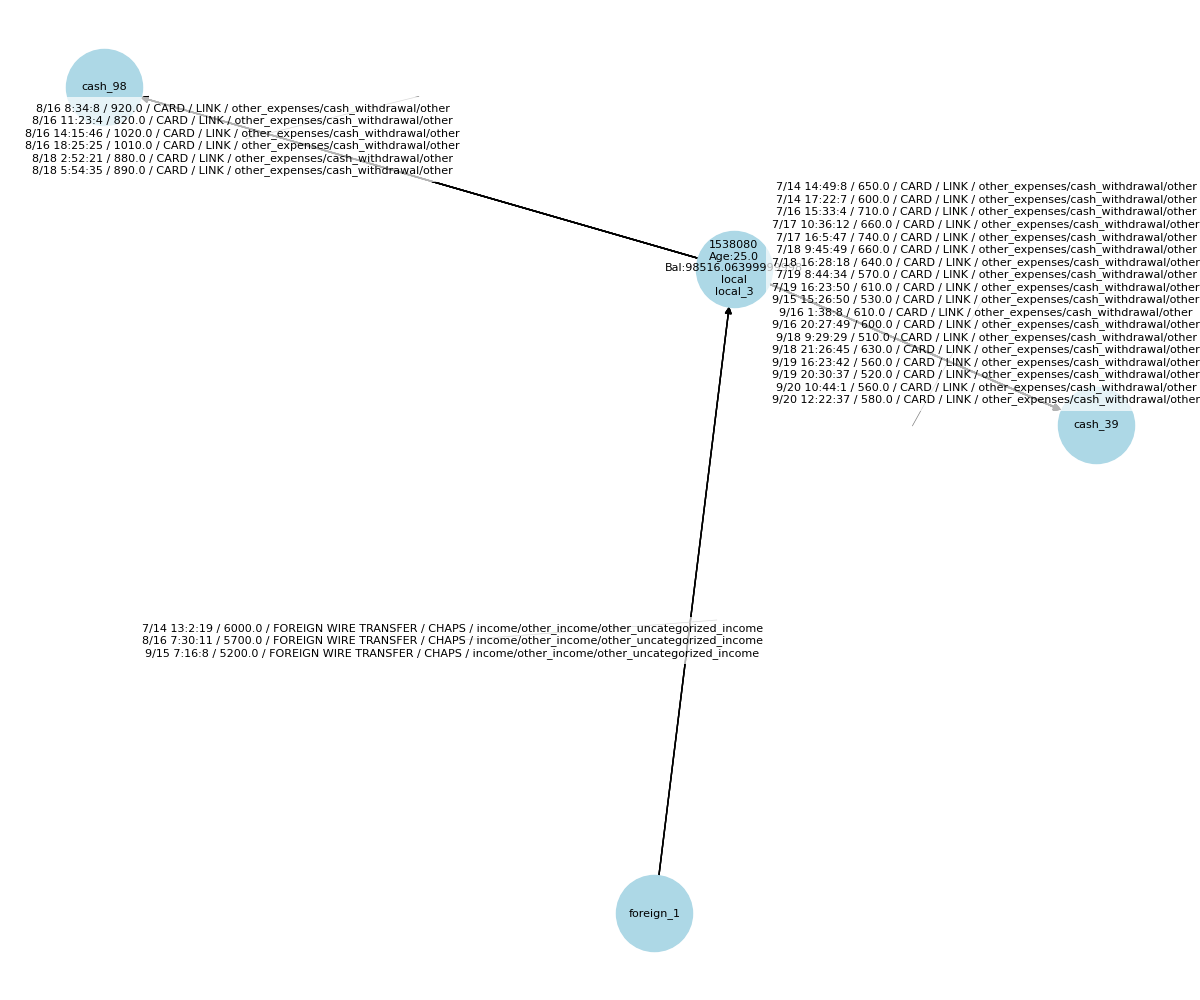 cash_98
8/16 8:34:8 / 920.0 / CARD / LINK / other_expenses/cash_withdrawal/other
8/16 11:23:4 / 820.0 / CARD / LINK / other_expenses/cash_withdrawal/other
8/16 14:15:46 / 1020.0 / CARD / LINK / other_expenses/cash_withdrawal/other
8/16 18:25:25 / 1010.0 / CARD / LINK / other_expenses/cash_withdrawal/other
8/18 2:52:21 / 880.0 / CARD / LINK / other_expenses/cash_withdrawal/other
8/18 5:54:35 / 890.0 / CARD / LINK / other_expenses/cash_withdrawal/other
7/14 14:49:8 / 650.0 / CARD / LINK / other_expenses/cash_withdrawal/other
7/14 17:22:7 / 600.0 / CARD / LINK / other_expenses/cash_withdrawal/other
7/16 15:33:4 / 710.0 / CARD / LINK / other_expenses/cash_withdrawal/other
7/17 10:36:12 / 660.0 / CARD / LINK / other_expenses/cash_withdrawal/other
7/17 16:5:47 / 740.0 / CARD / LINK / other_expenses/cash_withdrawal/other
7/18 9:45:49 / 660.0 / CARD / LINK / other_expenses/cash_withdrawal/other
7/18 16:28:18 / 640.0 / CARD / LINK / other_expenses/cash_withdrawal/other
7/19 8:44:34 / 570.0 / CARD / LINK / other_expenses/cash_withdrawal/other
7/19 16:23:50 / 610.0 / CARD / LINK / other_expenses/cash_withdrawal/other
9/15 15:26:50 / 530.0 / CARD / LINK / other_expenses/cash_withdrawal/other
9/16 1:38:8 / 610.0 / CARD / LINK / other_expenses/cash_withdrawal/other
9/16 20:27:49 / 600.0 / CARD / LINK / other_expenses/cash_withdrawal/other
9/18 9:29:29 / 510.0 / CARD / LINK / other_expenses/cash_withdrawal/other
9/18 21:26:45 / 630.0 / CARD / LINK / other_expenses/cash_withdrawal/other
9/19 16:23:42 / 560.0 / CARD / LINK / other_expenses/cash_withdrawal/other
9/19 20:30:37 / 520.0 / CARD / LINK / other_expenses/cash_withdrawal/other
9/20 10:44:1 / 560.0 / CARD / LINK / other_expenses/cash_withdrawal/other
9/20 12:22:37 / 580.0 / CARD / LINK / other_expenses/cash_withdrawal/other
1538080
Age:25.0
local
local_3
cash_39
7/14 13:2:19 / 6000.0 / FOREIGN WIRE TRANSFER / CHAPS / income/other_income/other_uncategorized_income
8/16 7:30:11 / 5700.0 / FOREIGN WIRE TRANSFER / CHAPS / income/other_income/other_uncategorized_income
9/15 7:16:8 / 5200.0 / FOREIGN WIRE TRANSFER / CHAPS / income/other_income/other_uncategorized_income
foreign_1